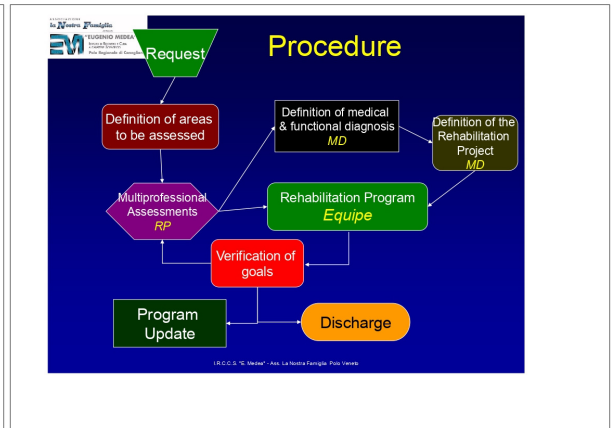 ASSOCIAZIONE
la Nostra Famiglia
"EUGENIO MEDEA"
Polo Regionale di Conegliano
Request
Procedure
Definition of areas
to be assessed
Definition of medical
& functional diagnosis
MD
Definition of the
Rehabilitation
Project
MD
Multiprofessional
Assessments
RP
Rehabilitation Program
Equipe
Verification of
goals
Program
Update
Discharge
I.R.C.C.S. "E. Medea" - Ass. La Nostra Famiglia Polo Veneto